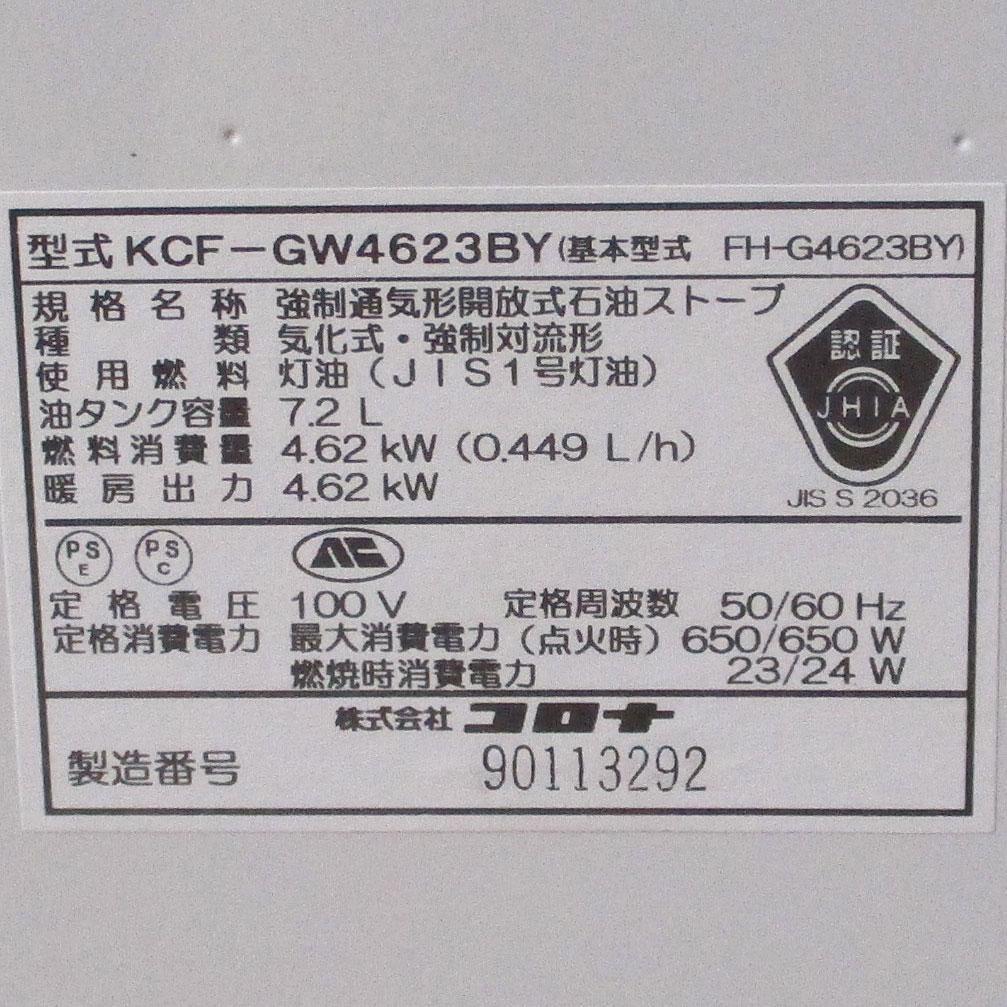 型式 KCF-GW4623BY(基本型式 FH-G4623BY)
規格名称 強制通気形開放式石油ストーブ
種類 気化式・強制対流形
使用燃料 灯油(JIS1号灯油)
油タンク容量 7.2 L
燃料消費量 4.62 kW (0.449 L/h)
暖房出力 4.62 kW
認証
JHIA
JIS S 2036
PS E PS C
定格電圧 100 V 定格周波数 50/60 Hz
定格消費電力 最大消費電力(点火時) 650/650 W
燃焼時消費電力 23/24 W
株式会社 コロナ
製造番号 90113292